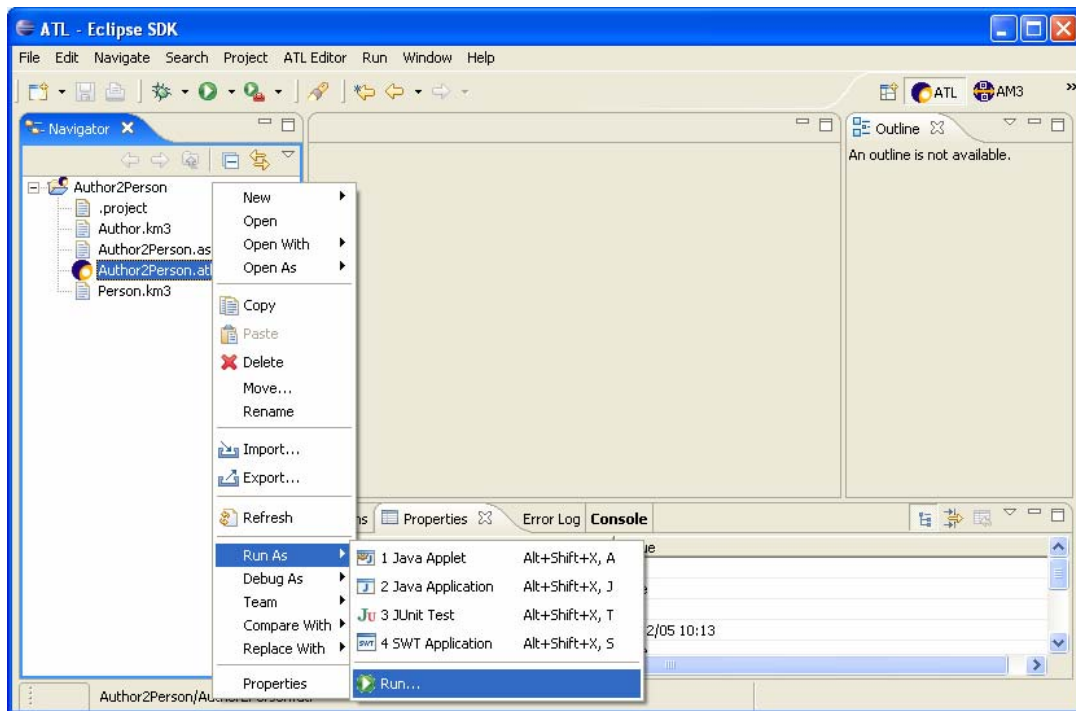 ATL - Eclipse SDK
File Edit Navigate Search Project ATL Editor Run Window Help
ATL AM3 »
Navigator
Outline
An outline is not available.
Author2Person
.project
Author.km3
Author2Person.as
Author2Person.atl
Person.km3
New
Open
Open With
Open As
Copy
Paste
Delete
Move...
Rename
Import...
Export...
Refresh
Run As
Debug As
Team
Compare With
Replace With
Properties
ns Properties Error Log Console
ue
1 Java Applet Alt+Shift+X, A
2 Java Application Alt+Shift+X, J
Ju 3 JUnit Test Alt+Shift+X, T
SWT 4 SWT Application Alt+Shift+X, S
Run...
2/05 10:13
Author2Person/Au